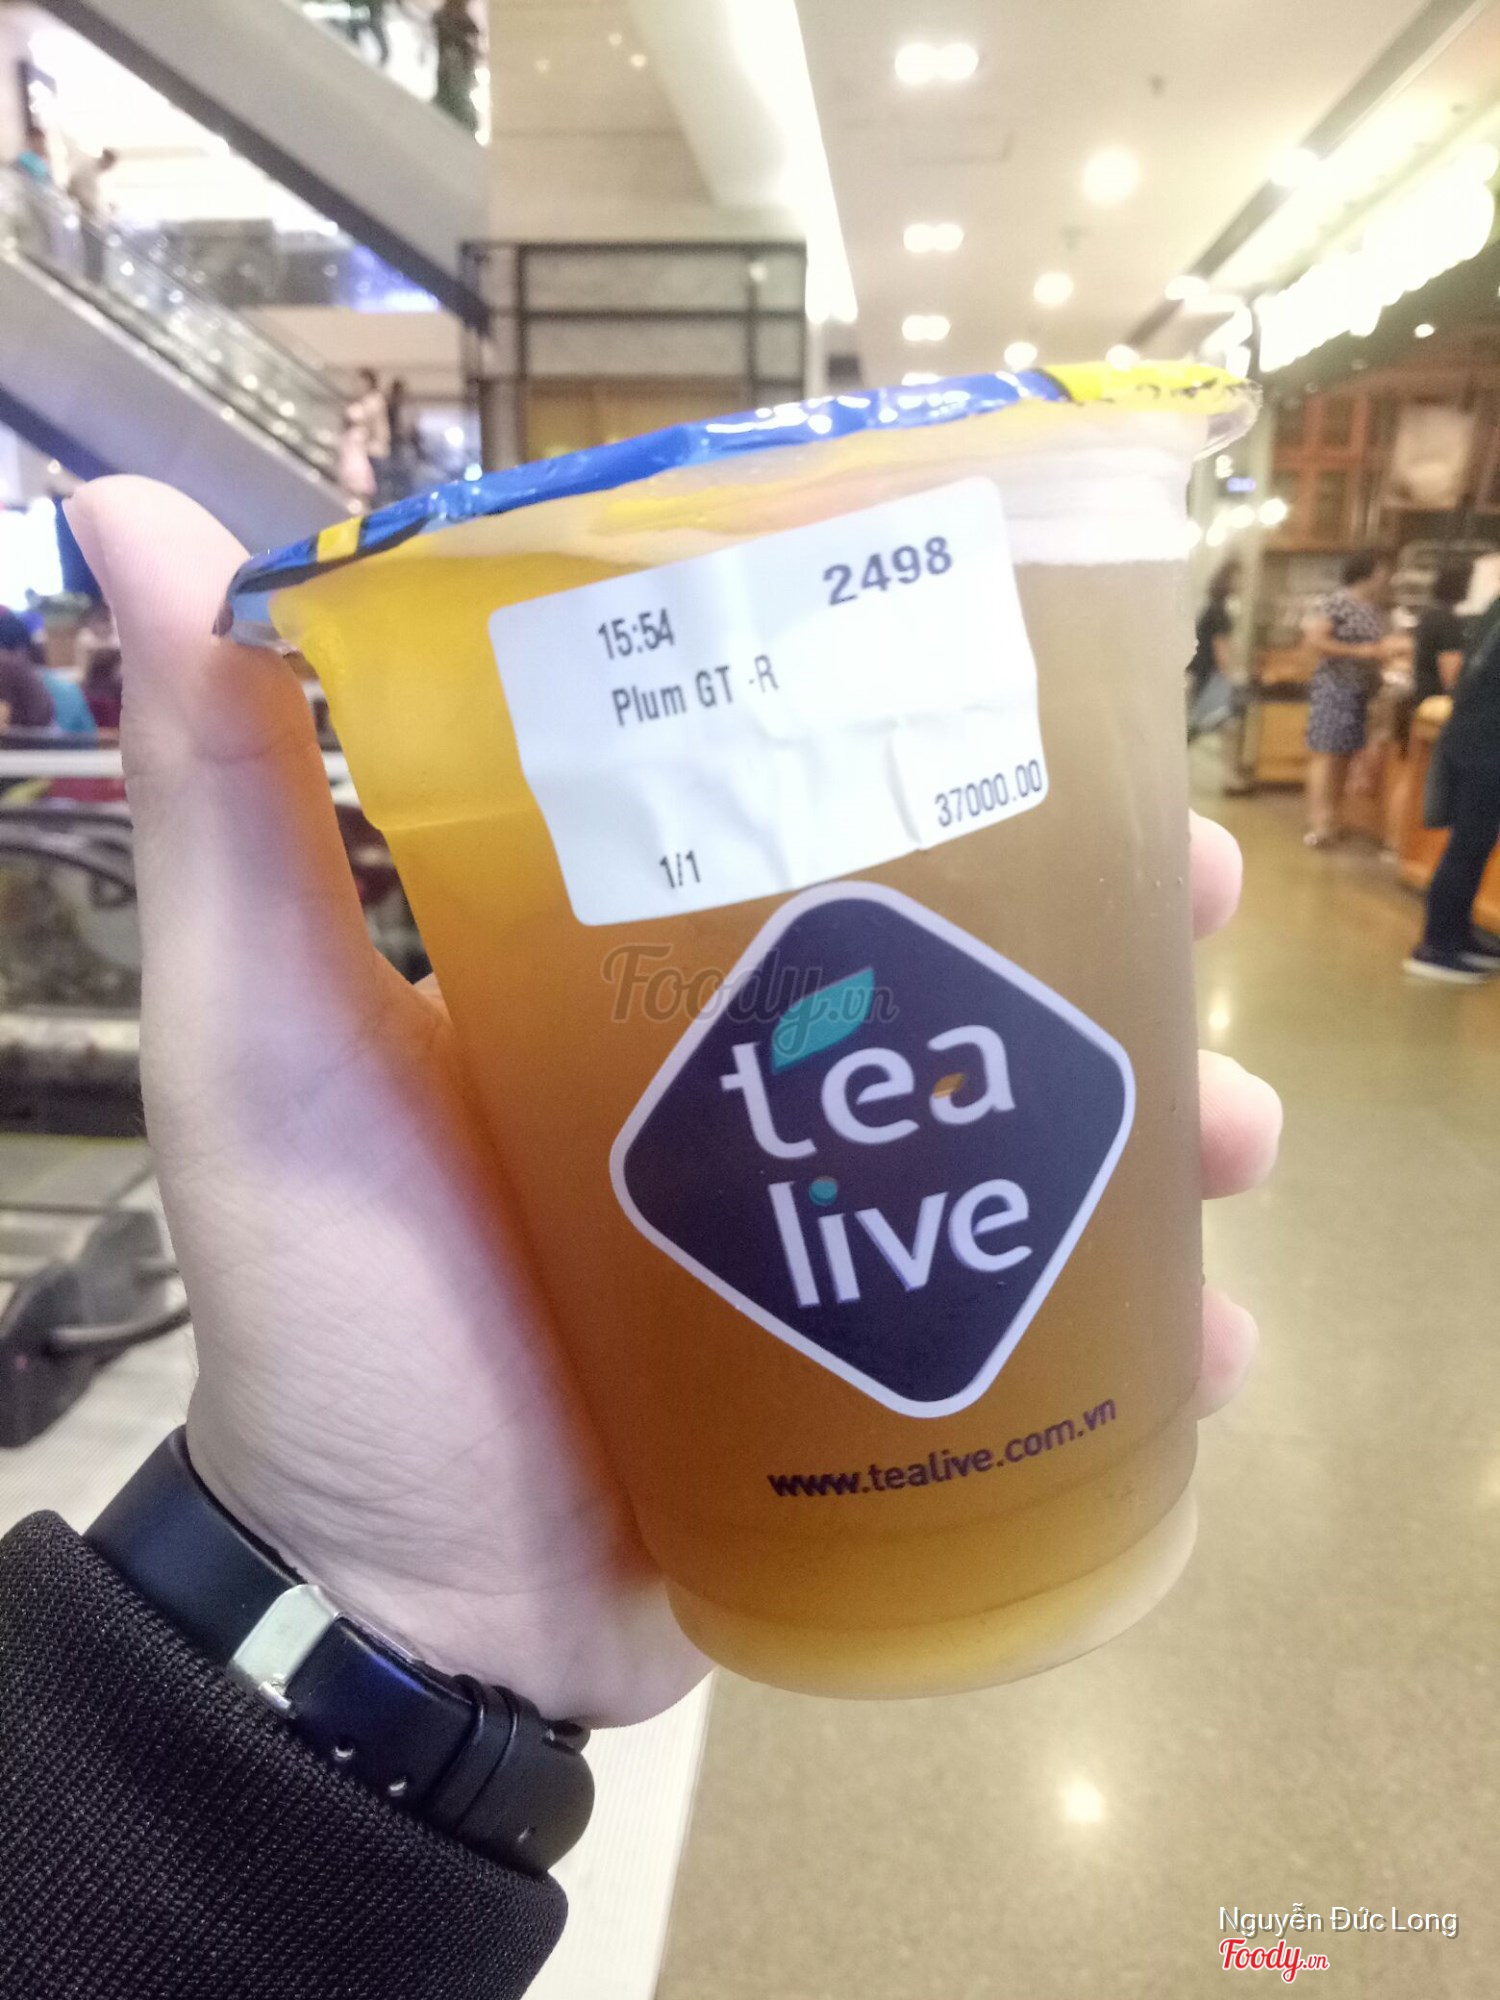 15:54 2498
Plum GT -R
37000.00
1/1
Foody.vn
tea
live
www.tealive.com.vn
Nguyễn Đức Long
Foody.vn